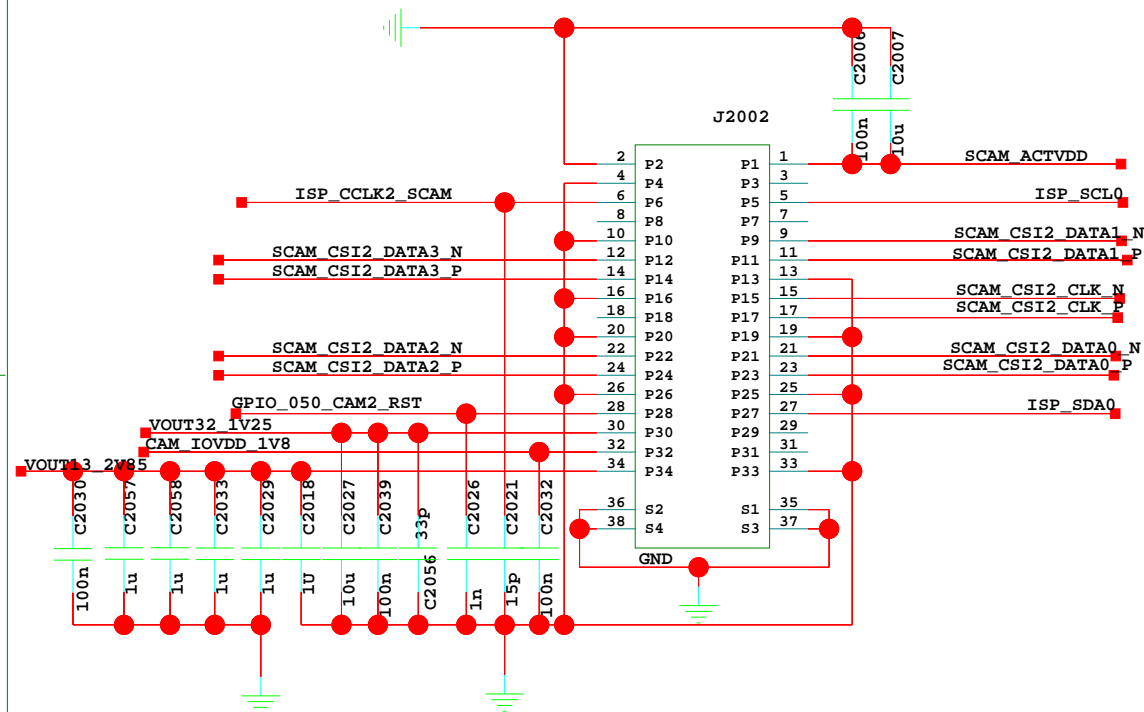 C2006
C2007
100n
10u
J2002
2 P2 P1 1 SCAM_ACTVDD
4 P4 P3 3
ISP_CCLK2_SCAM 6 P6 P5 5 ISP_SCL0
8 P8 P7 7
10 P10 P9 9 SCAM_CSI2_DATA1_N
SCAM_CSI2_DATA3_N 12 P12 P11 11 SCAM_CSI2_DATA1_P
SCAM_CSI2_DATA3_P 14 P14 P13 13
16 P16 P15 15 SCAM_CSI2_CLK_N
18 P18 P17 17 SCAM_CSI2_CLK_P
20 P20 P19 19
SCAM_CSI2_DATA2_N 22 P22 P21 21 SCAM_CSI2_DATA0_N
SCAM_CSI2_DATA2_P 24 P24 P23 23 SCAM_CSI2_DATA0_P
26 P26 P25 25
GPIO_050_CAM2_RST 28 P28 P27 27 ISP_SDA0
VOUT32_1V25 30 P30 P29 29
CAM_IOVDD_1V8 32 P32 P31 31
VOUT13_2V85 34 P34 P33 33
36 S2 S1 35
38 S4 S3 37
GND
C2030
C2057
C2058
C2033
C2029
C2018
C2027
C2039
33p
C2026
C2021
C2032
100n
1u
1u
1u
1u
1U
10u
100n
C2056
1n
15p
100n